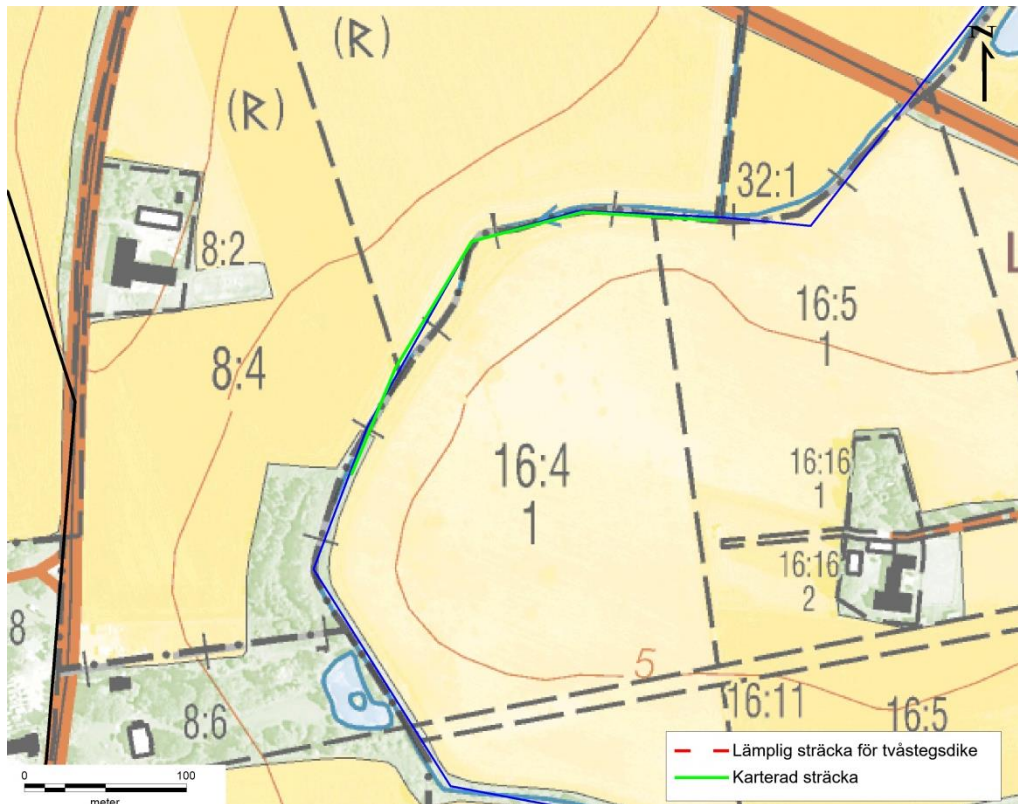 (R)
(R)
N
32:1
8:2
L
16:5
1
8:4
16:4
1
16:16
1
16:16
2
8
5
8:6
16:11
16:5
Lämplig sträcka för tvåstegsdike
Karterad sträcka
0 100
meter